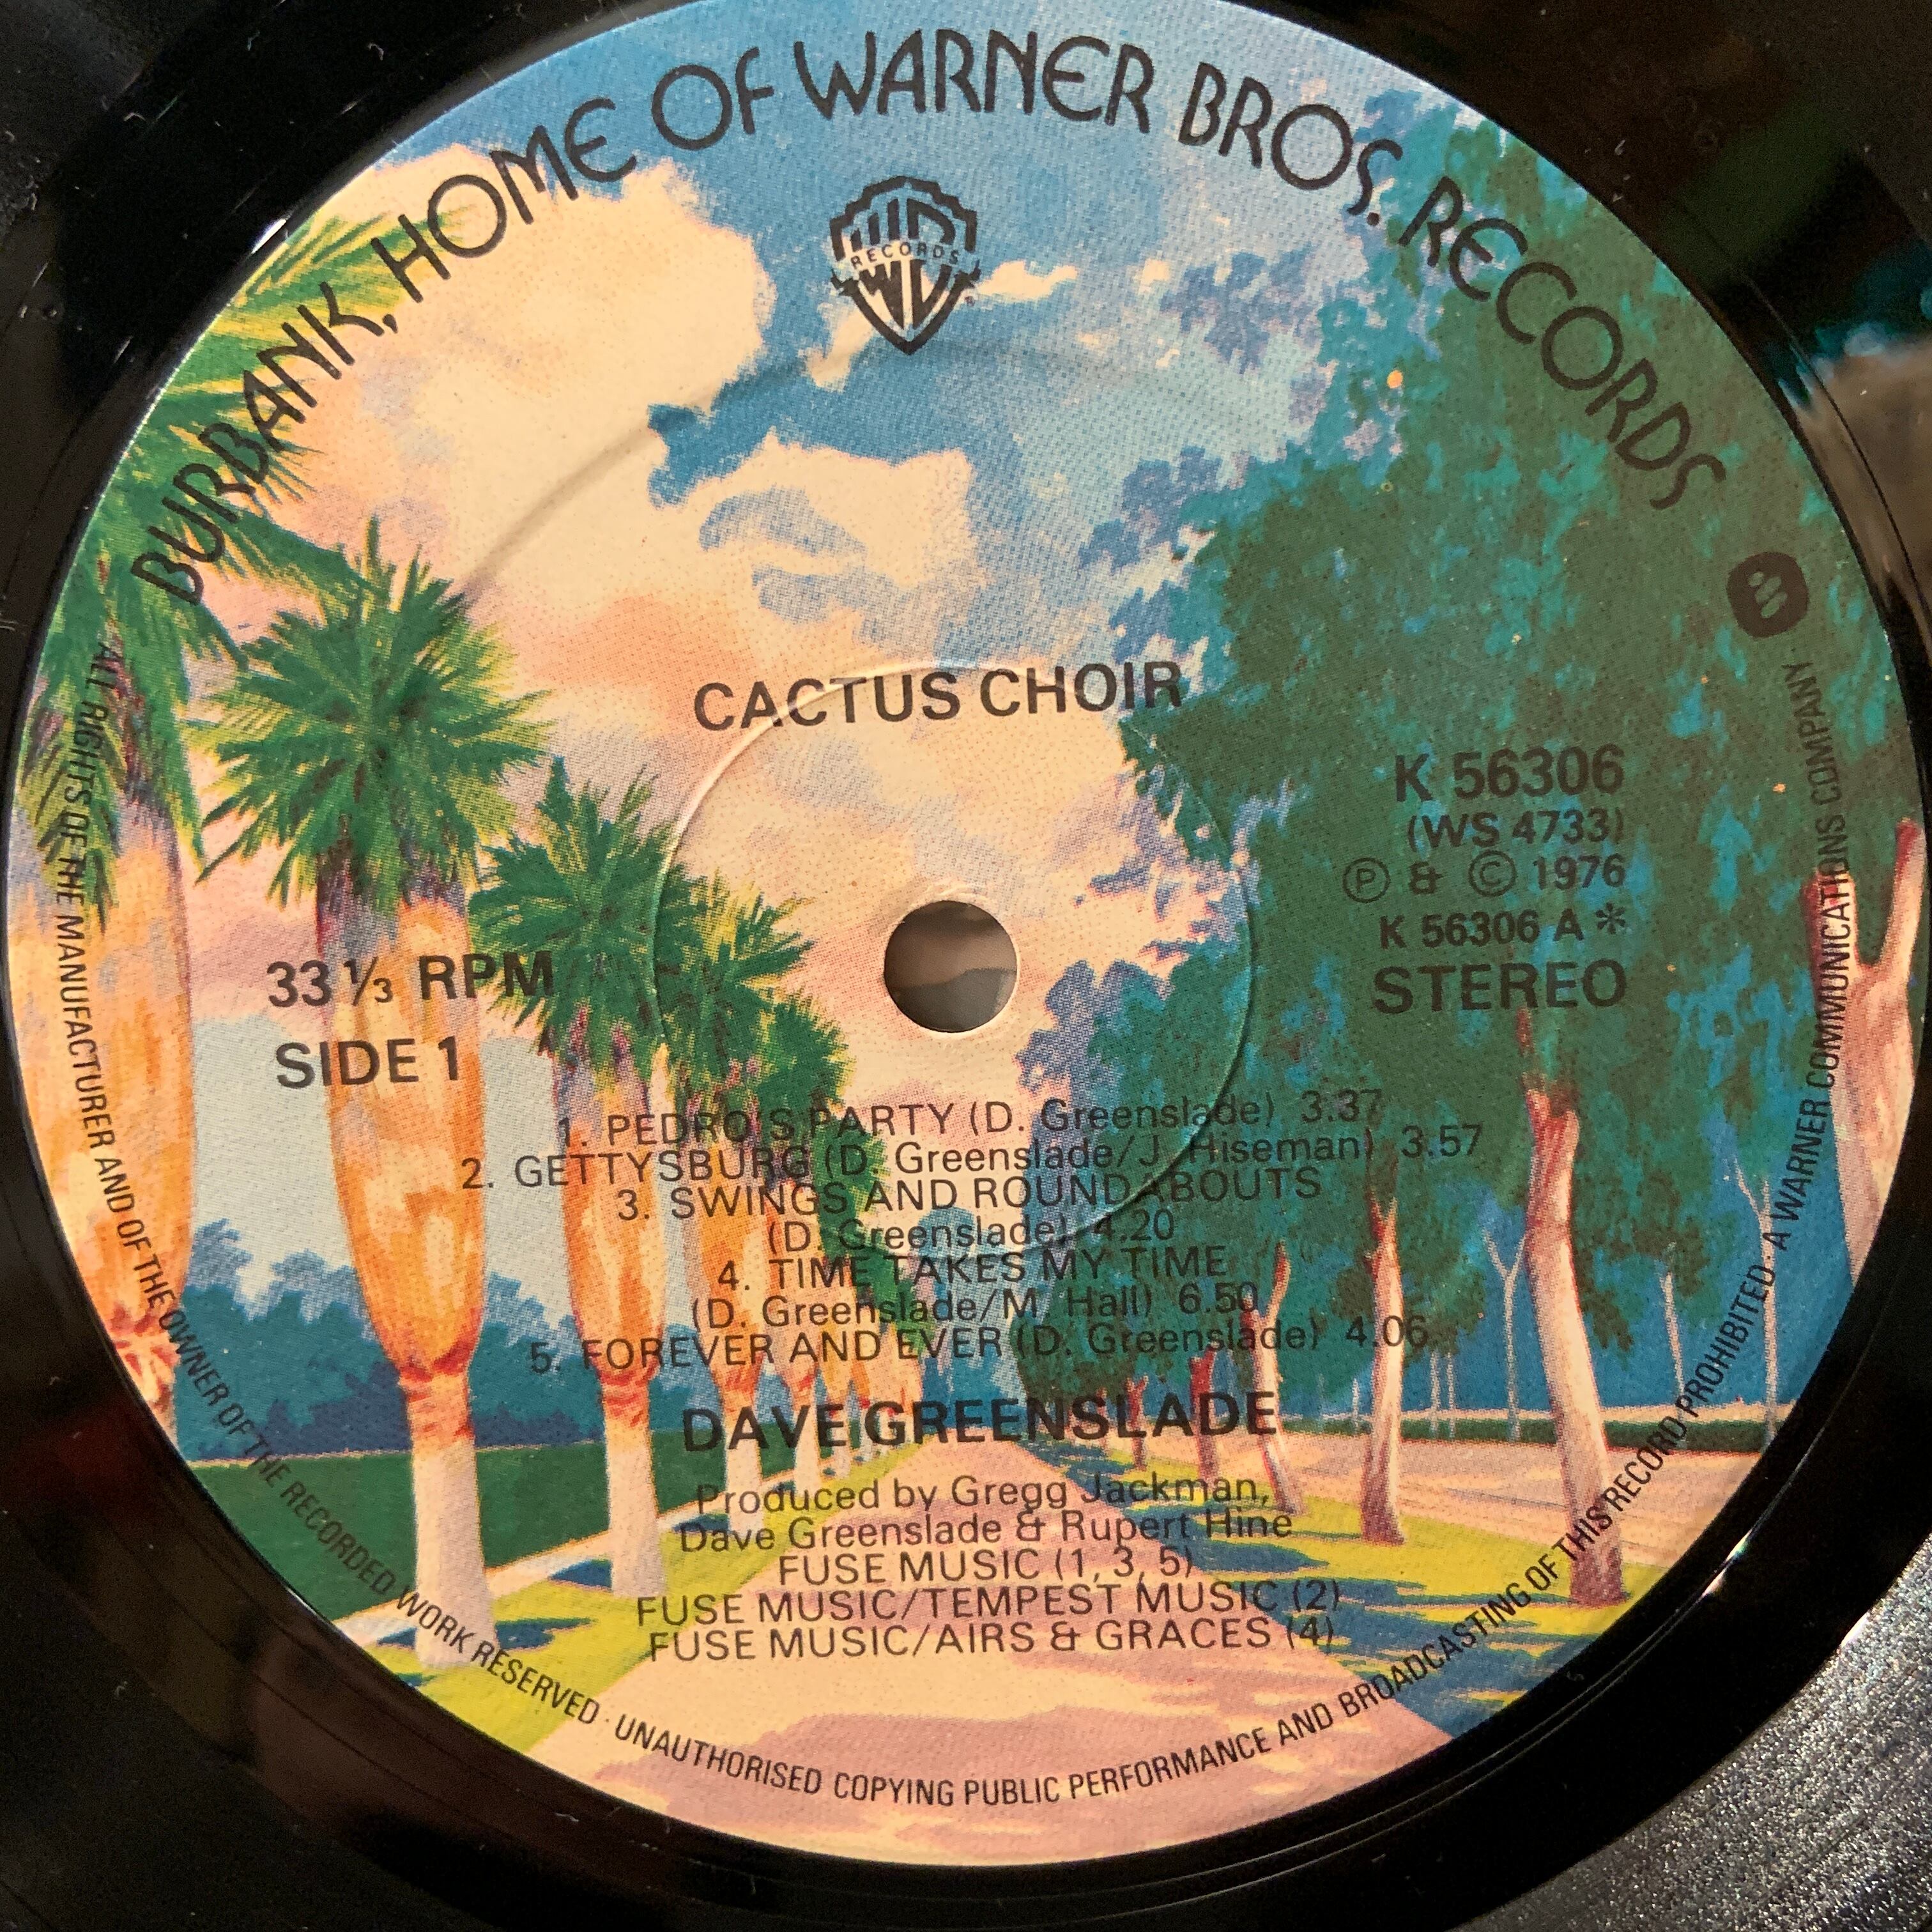 BURBANK, HOME OF WARNER BROS. RECORDS
RECORDS
CACTUS CHOIR
K 56306
(WS 4733)
Ⓟ & © 1976
K 56306 A *
STEREO
33 ⅓ RPM
SIDE 1
1. PEDRO'S PARTY (D. Greenslade) 3.37
2. GETTYSBURG (D. Greenslade/J. Hiseman) 3.57
3. SWINGS AND ROUNDABOUTS
(D. Greenslade) 4.20
4. TIME TAKES MY TIME
(D. Greenslade/M. Hall) 6.50
5. FOREVER AND EVER (D. Greenslade) 4.06
DAVE GREENSLADE
Produced by Gregg Jackman,
Dave Greenslade & Rupert Hine
FUSE MUSIC (1, 3, 5)
FUSE MUSIC/TEMPEST MUSIC (2)
FUSE MUSIC/AIRS & GRACES (4)
ALL RIGHTS OF THE MANUFACTURER AND OF THE OWNER OF THE RECORDED WORK RESERVED · UNAUTHORISED COPYING PUBLIC PERFORMANCE AND BROADCASTING OF THIS RECORD PROHIBITED · A WARNER COMMUNICATIONS COMPANY ·